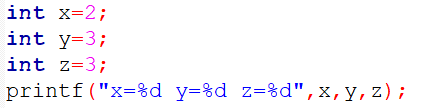 int x=2;
int y=3;
int z=3;
printf("x=%d y=%d z=%d",x,y,z);